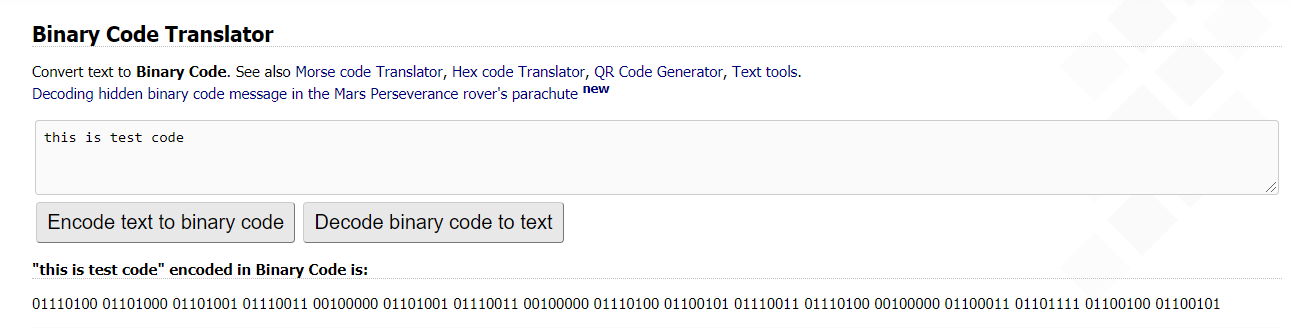 Binary Code Translator
Convert text to Binary Code. See also Morse code Translator, Hex code Translator, QR Code Generator, Text tools.
Decoding hidden binary code message in the Mars Perseverance rover's parachute new
this is test code
Encode text to binary code Decode binary code to text
"this is test code" encoded in Binary Code is:
01110100 01101000 01101001 01110011 00100000 01101001 01110011 00100000 01110100 01100101 01110011 01110100 00100000 01100011 01101111 01100100 01100101